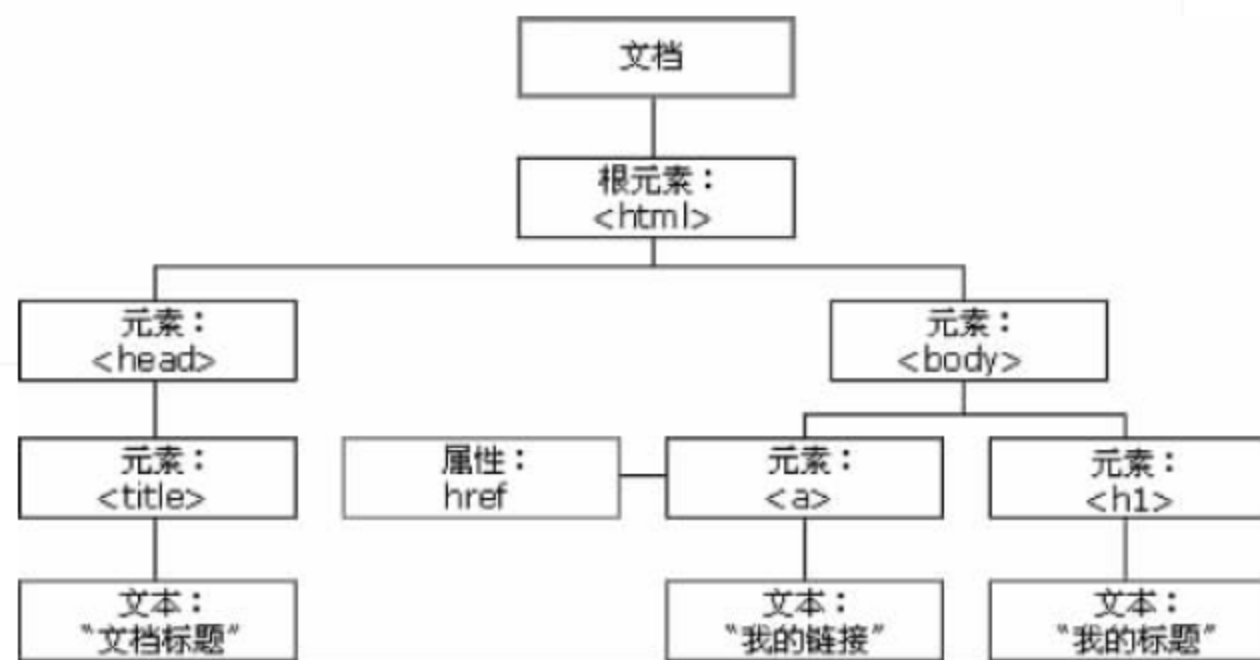 文档
根元素：
<html>
元素：
<head>
元素：
<body>
元素：
<title>
属性：
href
元素：
<a>
元素：
<h1>
文本：
"文档标题"
文本：
"我的链接"
文本：
"我的标题"